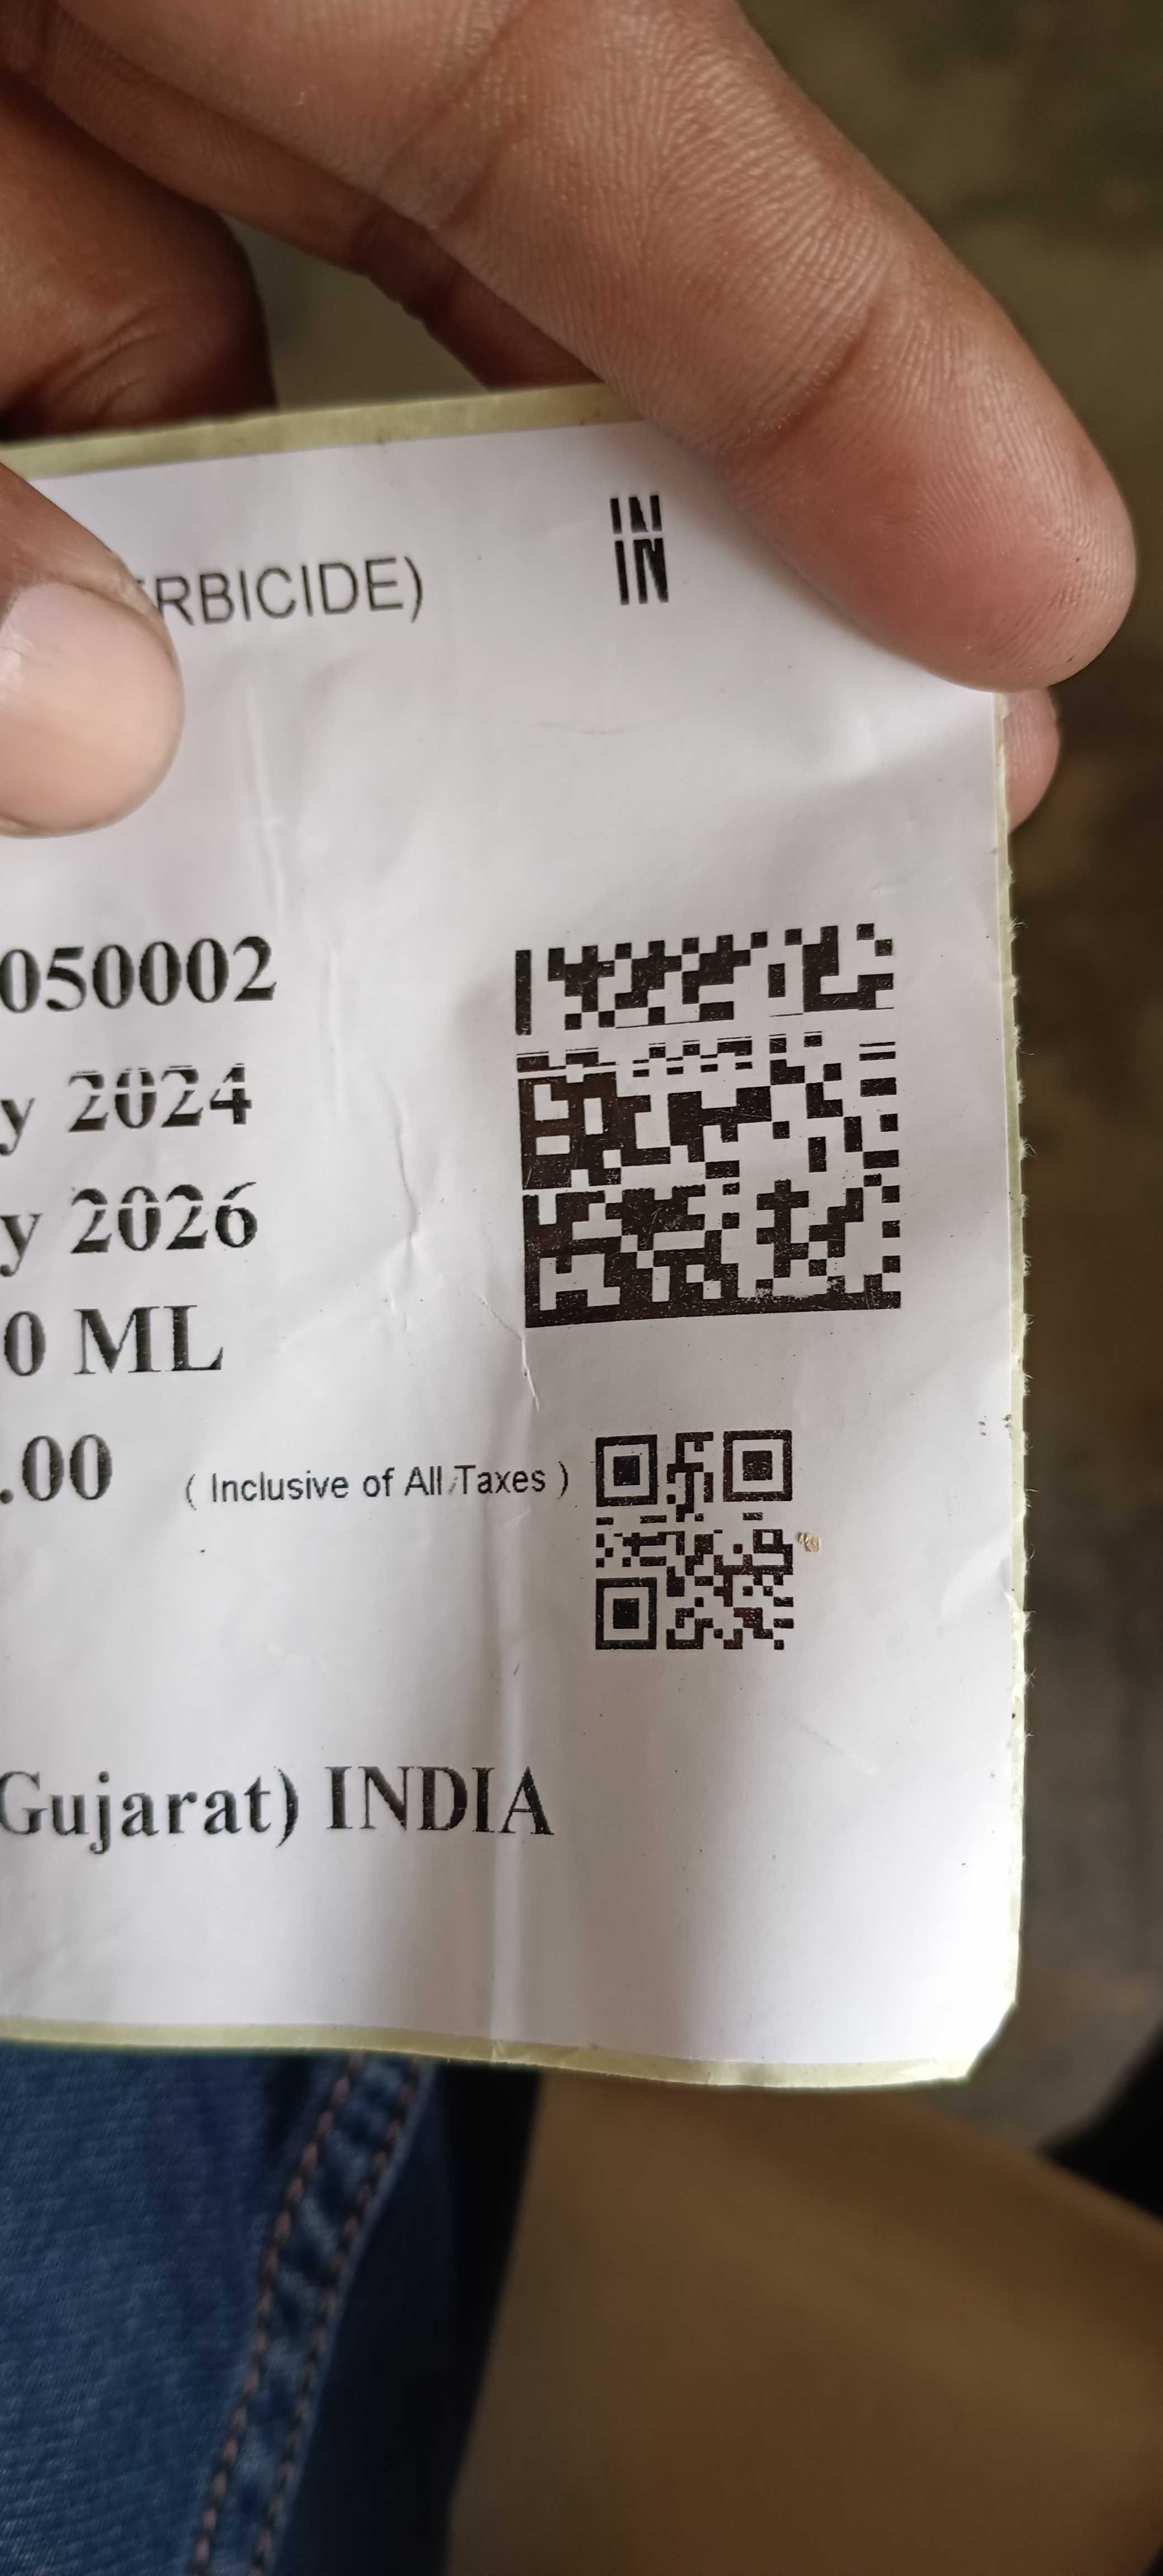 RBICIDE)
IN
IN
050002
y 2024
y 2026
0 ML
.00 ( Inclusive of All Taxes )
Gujarat) INDIA